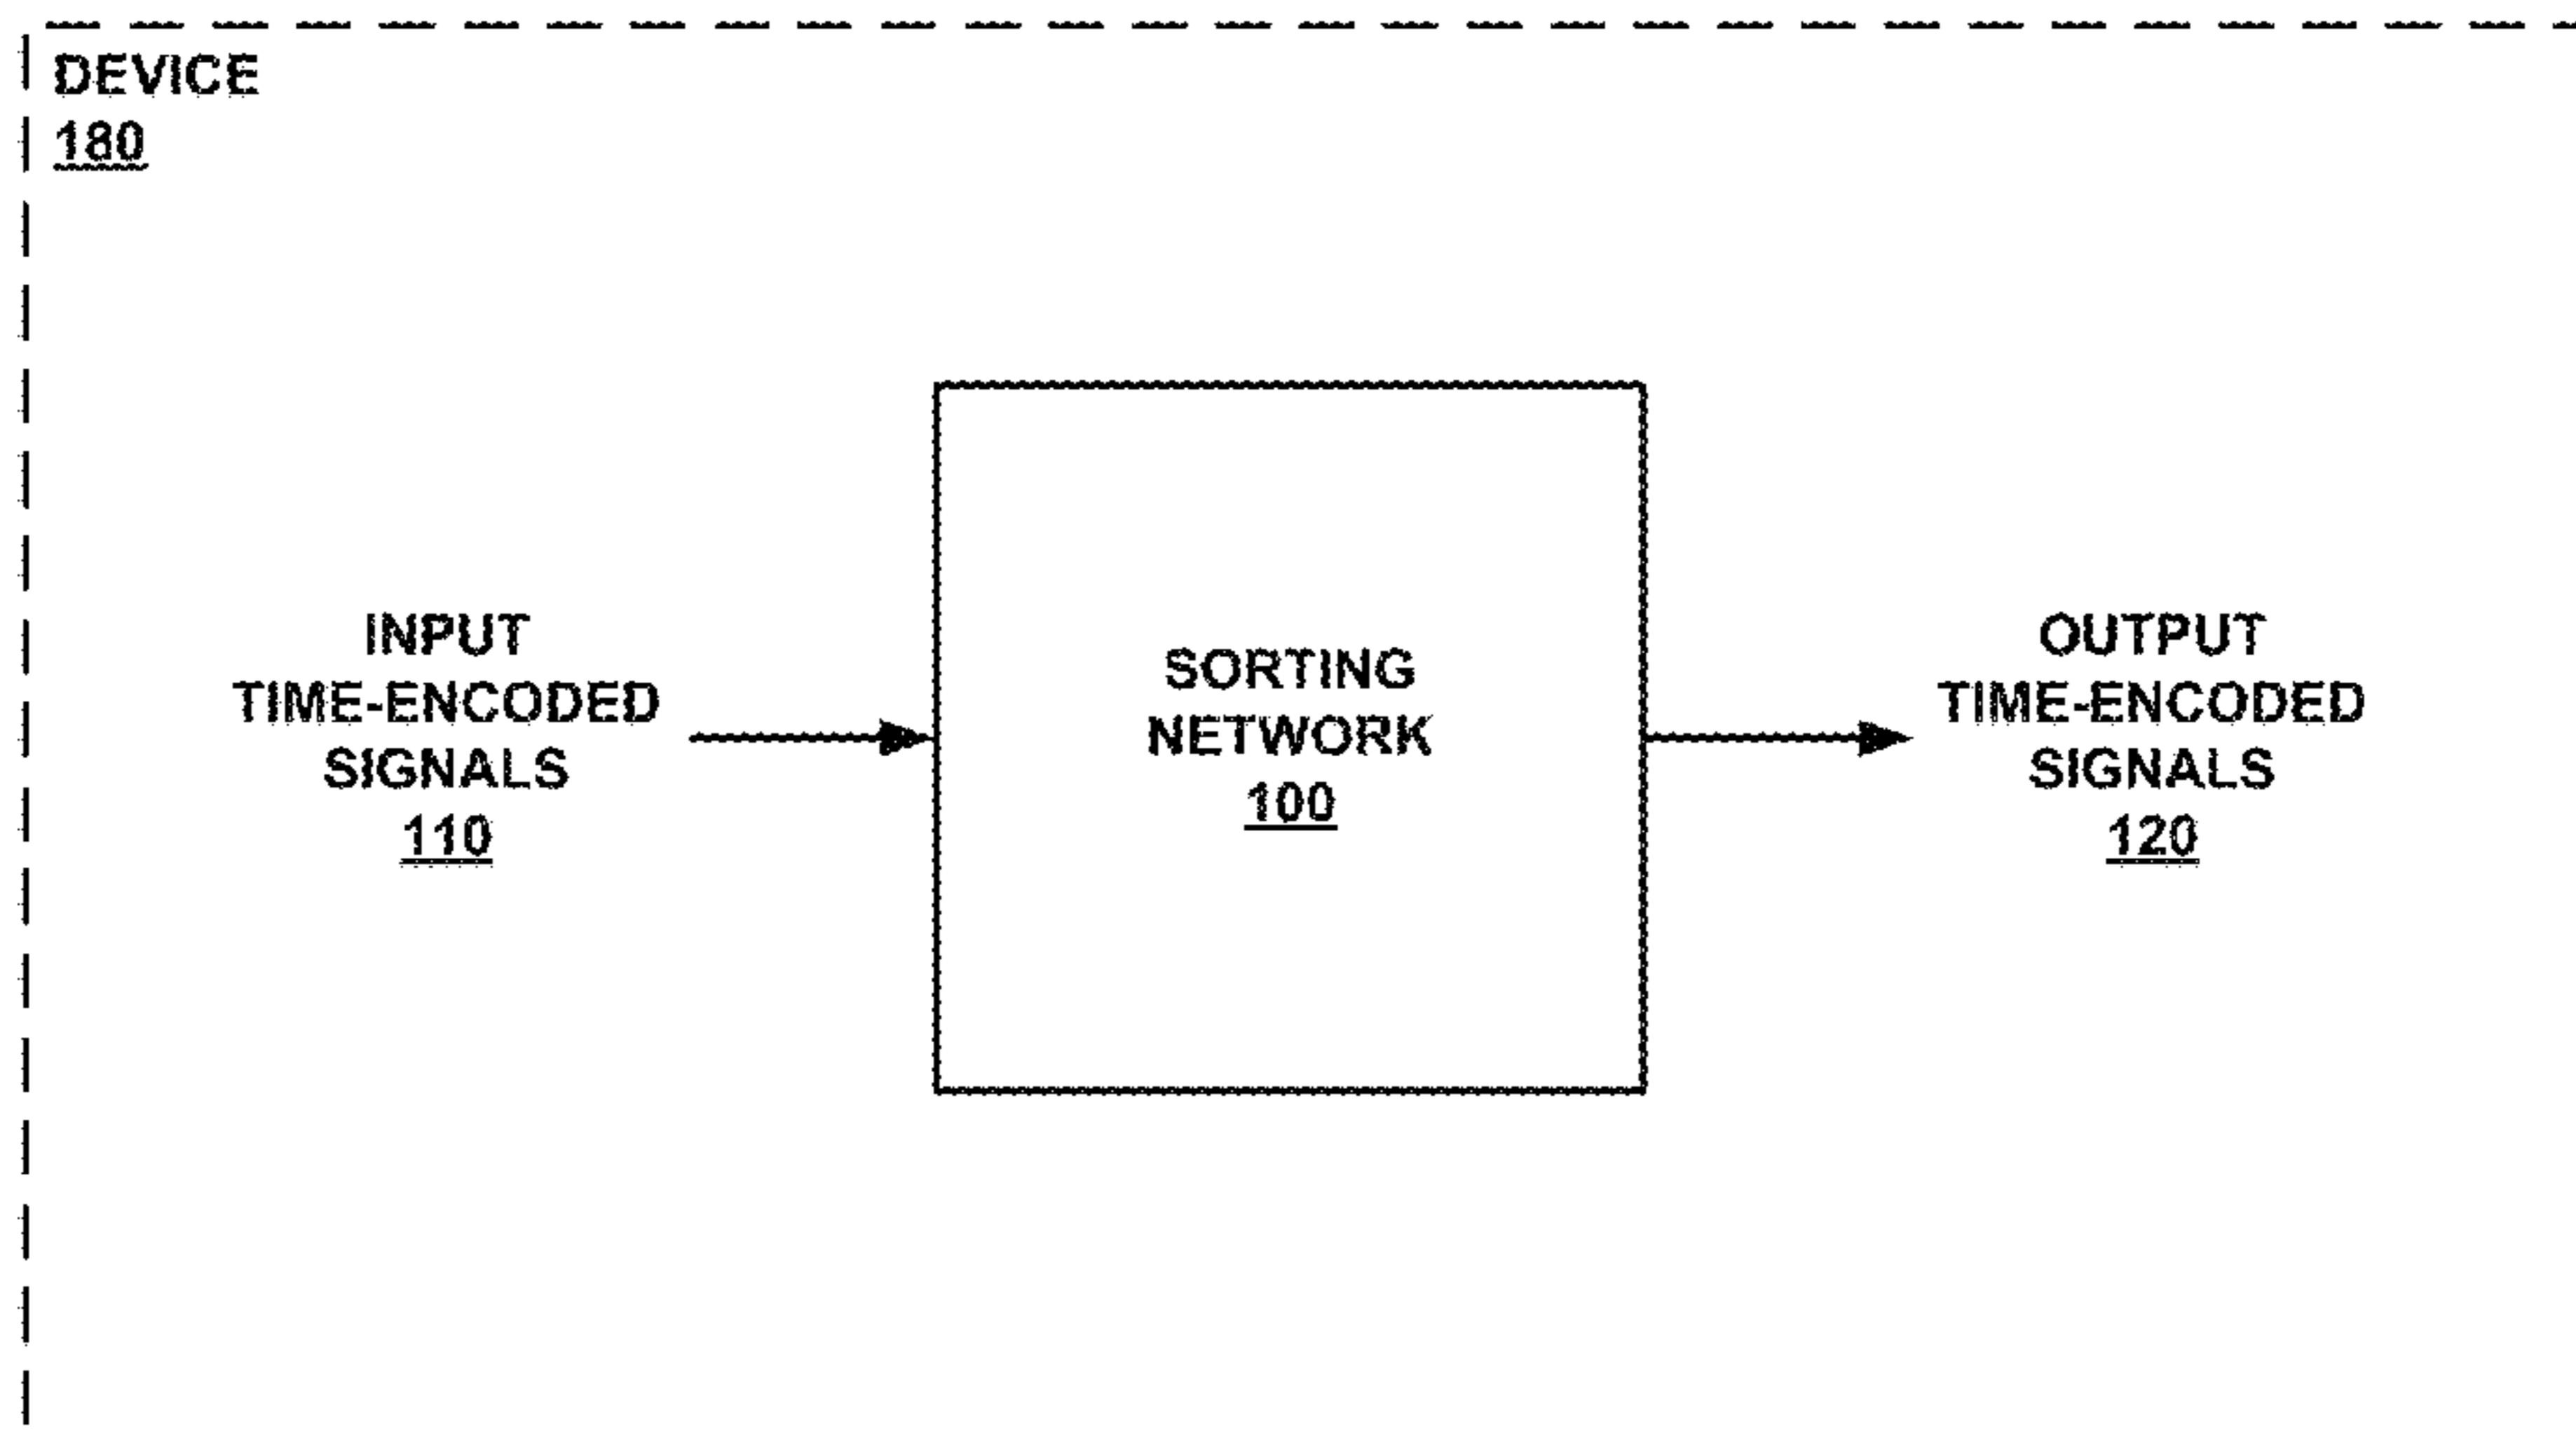 DEVICE
180
INPUT
TIME-ENCODED
SIGNALS
110
SORTING
NETWORK
100
OUTPUT
TIME-ENCODED
SIGNALS
120